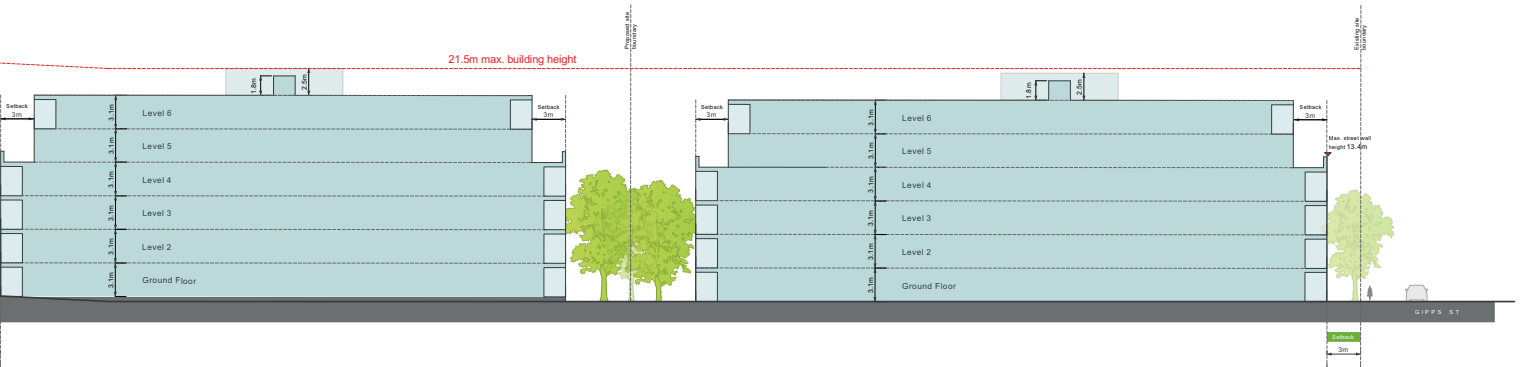 Proposed site
boundary
Existing site
boundary
21.5m max. building height
1.8m
2.5m
1.8m
2.5m
Setback
3m
3.1m
Level 6
Setback
3m
3.1m
Level 5
3.1m
Level 4
3.1m
Level 3
3.1m
Level 2
3.1m
Ground Floor
Setback
3m
3.1m
Level 6
Setback
3m
Max. street wall
height 13.4m
3.1m
Level 5
3.1m
Level 4
3.1m
Level 3
3.1m
Level 2
3.1m
Ground Floor
GIPPS ST
Setback
3m